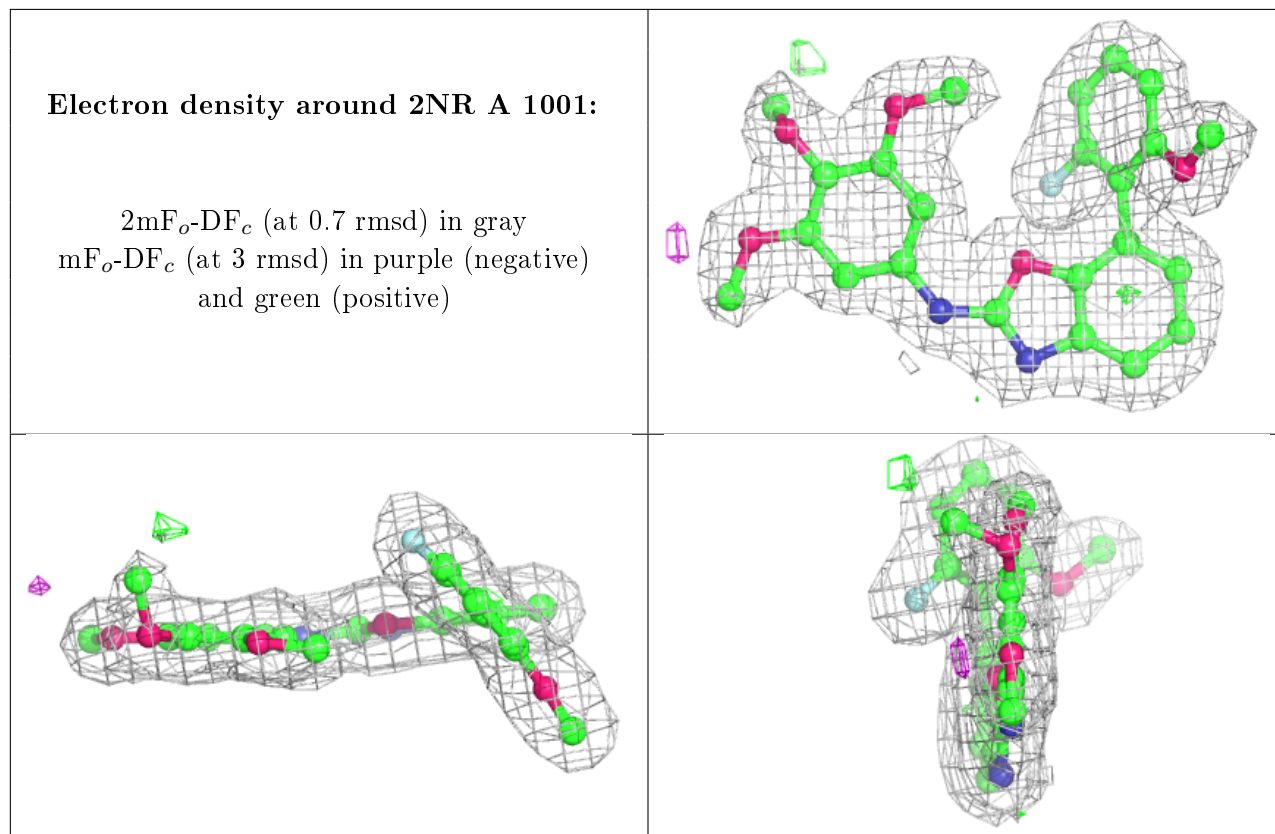 Electron density around 2NR A 1001:
2mFo-DFc (at 0.7 rmsd) in gray
mFo-DFc (at 3 rmsd) in purple (negative)
and green (positive)